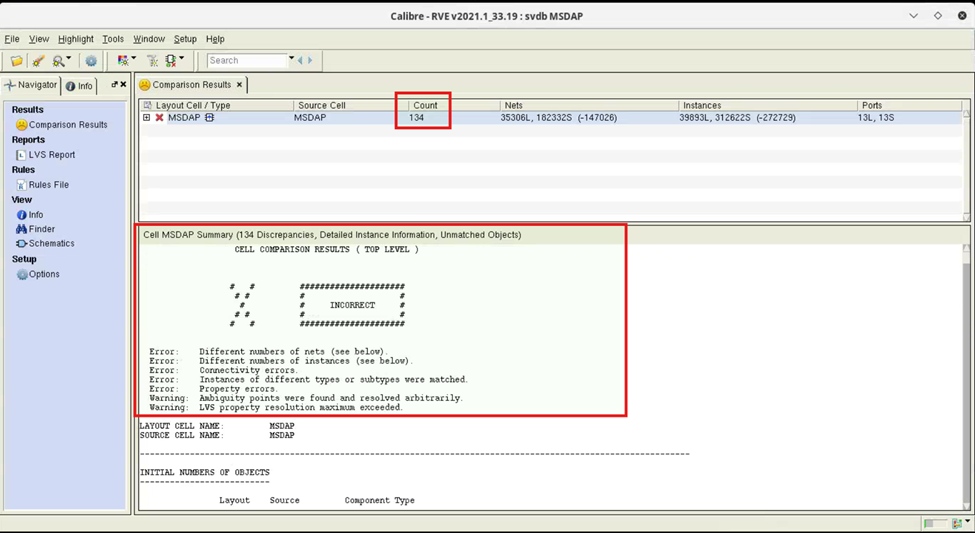 Calibre - RVE v2021.1_33.19 : svdb MSDAP
File View Highlight Tools Window Setup Help
Search
Navigator Info
Comparison Results
Layout Cell / Type Source Cell Count Nets Instances Ports
MSDAP MSDAP 134 35306L, 182332S (-147026) 39893L, 312622S (-272729) 13L, 13S
Results
Comparison Results
Reports
LVS Report
Rules
Rules File
View
Info
Finder
Schematics
Setup
Options
Cell MSDAP Summary (134 Discrepancies, Detailed Instance Information, Unmatched Objects)
CELL COMPARISON RESULTS ( TOP LEVEL )
# # #####################
# # # #
# # INCORRECT #
# # # #
# # #####################
Error: Different numbers of nets (see below).
Error: Different numbers of instances (see below).
Error: Connectivity errors.
Error: Instances of different types or subtypes were matched.
Error: Property errors.
Warning: Ambiguity points were found and resolved arbitrarily.
Warning: LVS property resolution maximum exceeded.
LAYOUT CELL NAME: MSDAP
SOURCE CELL NAME: MSDAP
INITIAL NUMBERS OF OBJECTS
Layout Source Component Type